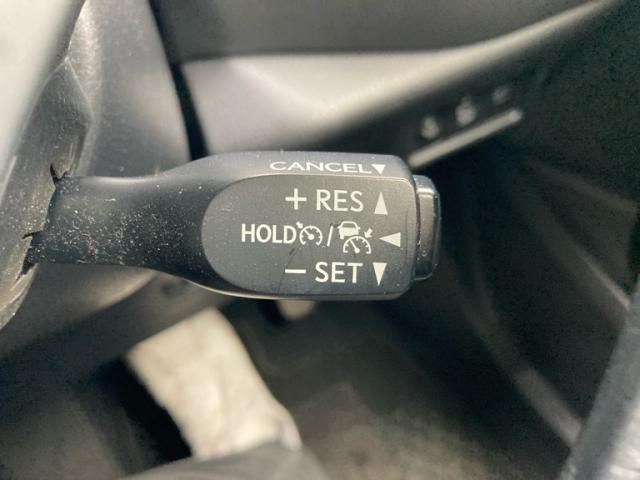 CANCEL▼
+ RES ▲
HOLD / ◀
− SET ▼